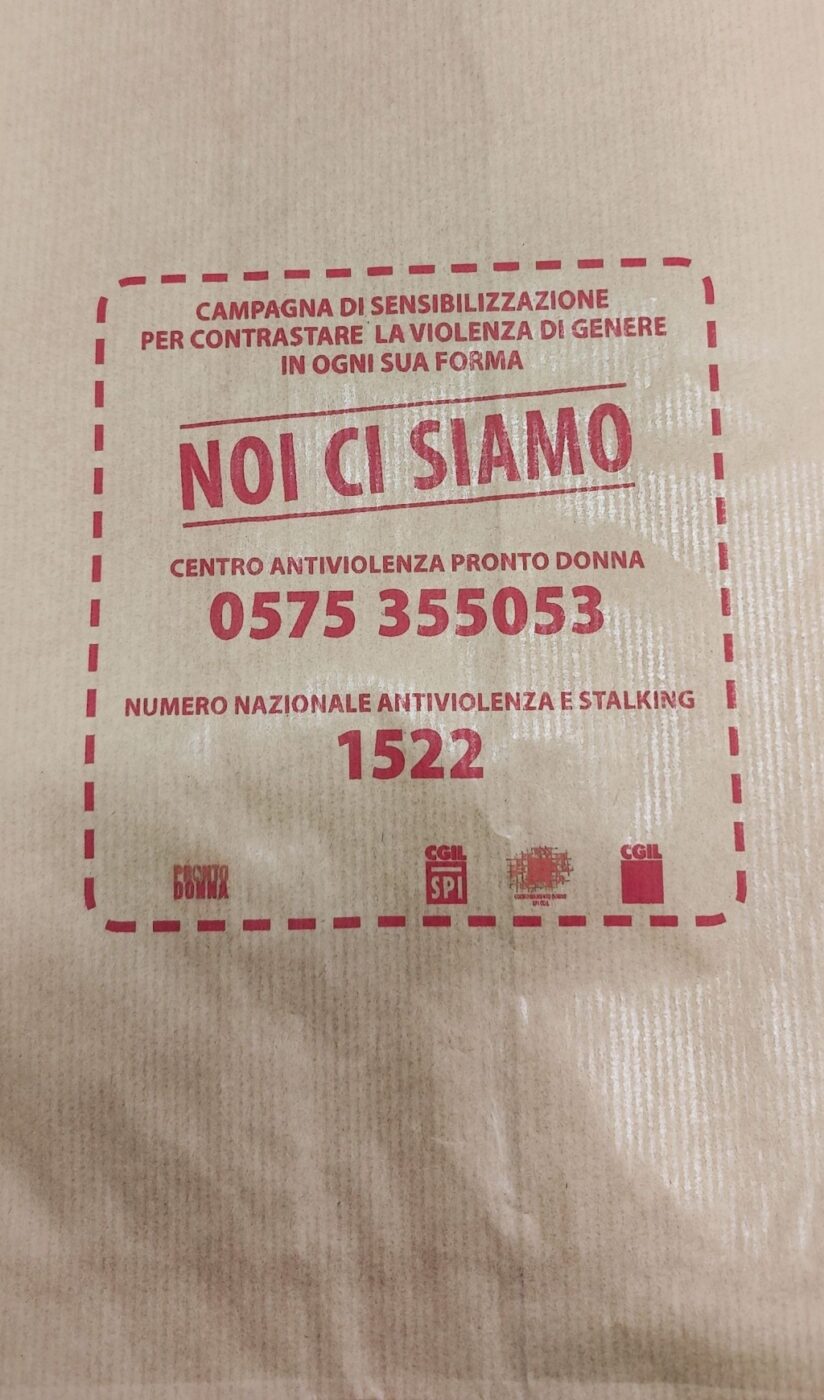 CAMPAGNA DI SENSIBILIZZAZIONE
PER CONTRASTARE LA VIOLENZA DI GENERE
IN OGNI SUA FORMA
NOI CI SIAMO
CENTRO ANTIVIOLENZA PRONTO DONNA
0575 355053
NUMERO NAZIONALE ANTIVIOLENZA E STALKING
1522
PRONTO
DONNA
CGIL
SPI
CGIL